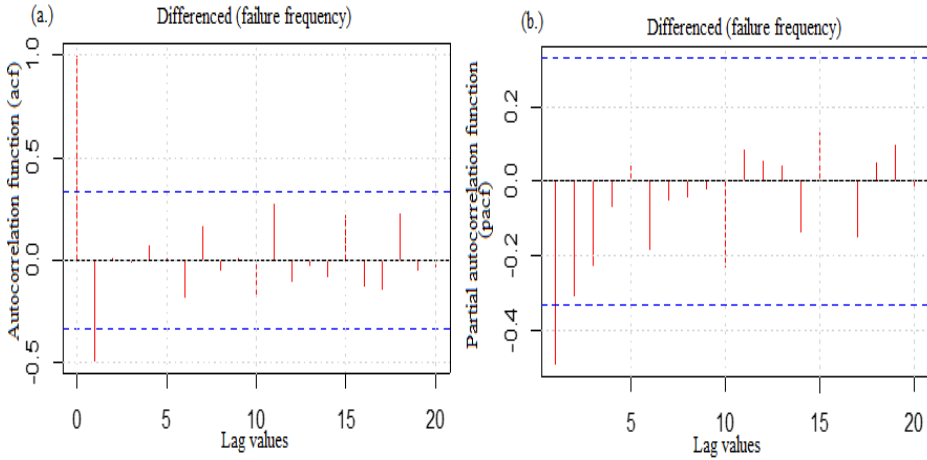 (a.)
Differenced (failure frequency)
Autocorrelation function (acf)
1.0
0.5
0.0
-0.5
0
5
10
15
20
Lag values
(b.)
Differenced (failure frequency)
Partial autocorrelation function
(pacf)
0.2
0.0
-0.2
-0.4
5
10
15
20
Lag values